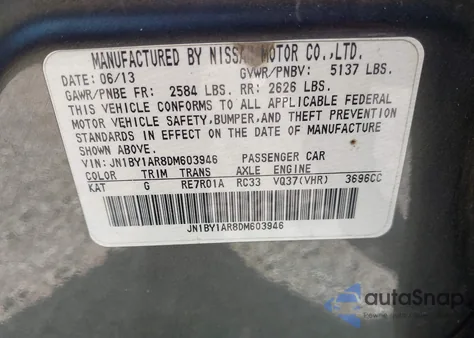 MANUFACTURED BY NISSAN MOTOR CO.,LTD.
DATE: 06/13 GVWR/PNBV: 5137 LBS.
GAWR/PNBE FR: 2584 LBS. RR: 2626 LBS.
THIS VEHICLE CONFORMS TO ALL APPLICABLE FEDERAL
MOTOR VEHICLE SAFETY,BUMPER,AND THEFT PREVENTION
STANDARDS IN EFFECT ON THE DATE OF MANUFACTURE
SHOWN ABOVE.
VIN: JN1BY1AR8DM603946 PASSENGER CAR
COLOR TRIM TRANS AXLE ENGINE
KAT G RE7R01A RC33 VQ37(VHR) 3696CC
JN1BY1AR8DM603946
autoSnap